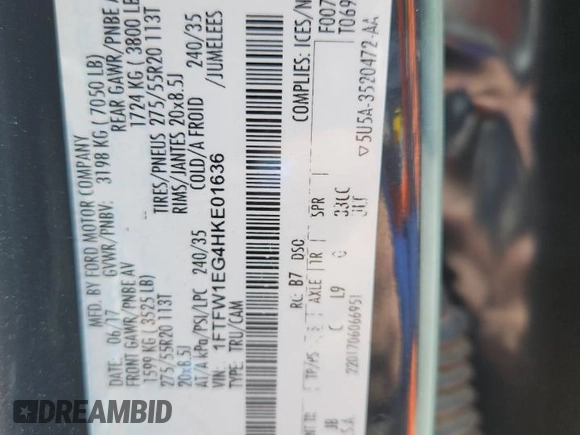 MFD. BY FORD MOTOR COMPANY
DATE: 06/17 GVWR/PNBV: 3198 KG ( 7050 LB)
FRONT GAWR/PNBE AV REAR GAWR/PNBE A
1599 KG ( 3525 LB) 1724 KG ( 3800 LB
275/55R20 113T TIRES/PNEUS 275/55R20 113T
20x8.5J RIMS/JANTES 20x8.5J
AT/A kPa/PSI/LPC 240/35 COLD/A FROID 240/35
VIN: 1FTFW1EG4HKE01636 /JUMELEES
TYPE: TRU/CAM
COMPLIES: ICES/N
F007
T069
RC: B7 DSO:
AXLE TR SPR
C L9 33CC
2201706066951
▽5U5A-3520472-AA
DREAMBID